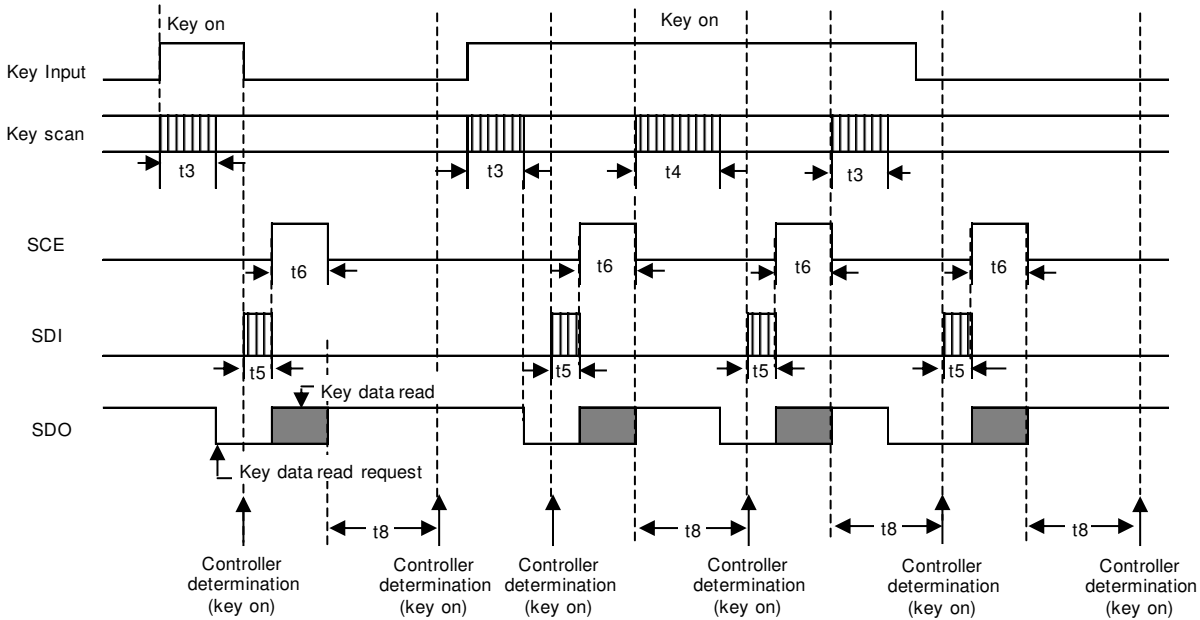 Key on
Key on
Key Input
Key scan
t3
t3
t4
t3
SCE
t6
t6
t6
t6
SDI
t5
t5
t5
t5
Key data read
SDO
Key data read request
t8
t8
t8
t8
Controller
determination
(key on)
Controller
determination
(key on)
Controller
determination
(key on)
Controller
determination
(key on)
Controller
determination
(key on)
Controller
determination
(key on)